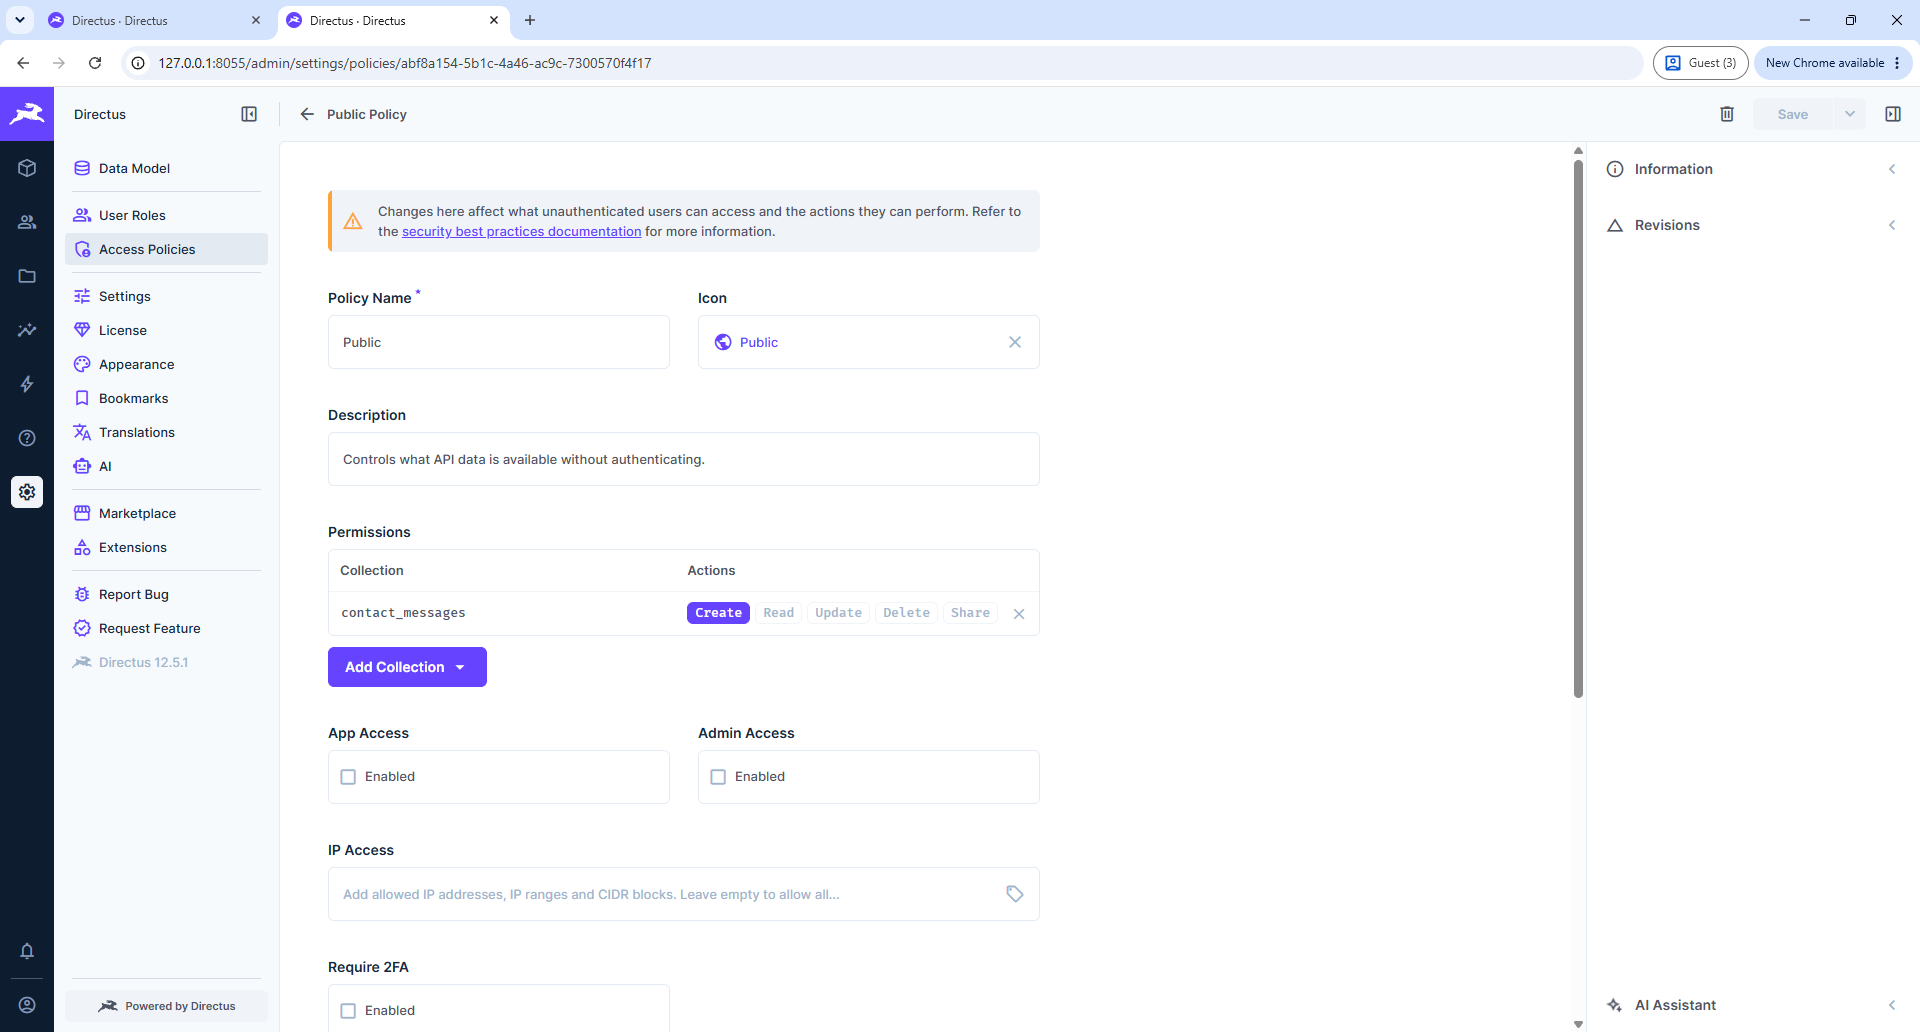 Directus · Directus
Directus · Directus
127.0.0.1:8055/admin/settings/policies/abf8a154-5b1c-4a46-ac9c-7300570f4f17
Guest (3)
New Chrome available
Directus
Public Policy
Save
Data Model
User Roles
Access Policies
Settings
License
Appearance
Bookmarks
Translations
AI
Marketplace
Extensions
Report Bug
Request Feature
Directus 12.5.1
Powered by Directus
Changes here affect what unauthenticated users can access and the actions they can perform. Refer to
the security best practices documentation for more information.
Policy Name *
Icon
Public
Public
Description
Controls what API data is available without authenticating.
Permissions
Collection Actions
contact_messages Create Read Update Delete Share
Add Collection
App Access
Admin Access
Enabled
Enabled
IP Access
Add allowed IP addresses, IP ranges and CIDR blocks. Leave empty to allow all...
Require 2FA
Enabled
Information
Revisions
AI Assistant